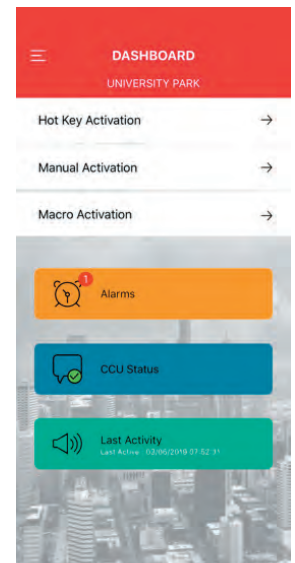 DASHBOARD
UNIVERSITY PARK
Hot Key Activation
Manual Activation
Macro Activation
1
Alarms
CCU Status
Last Activity
Last Active : 03/06/2019 07:52:31